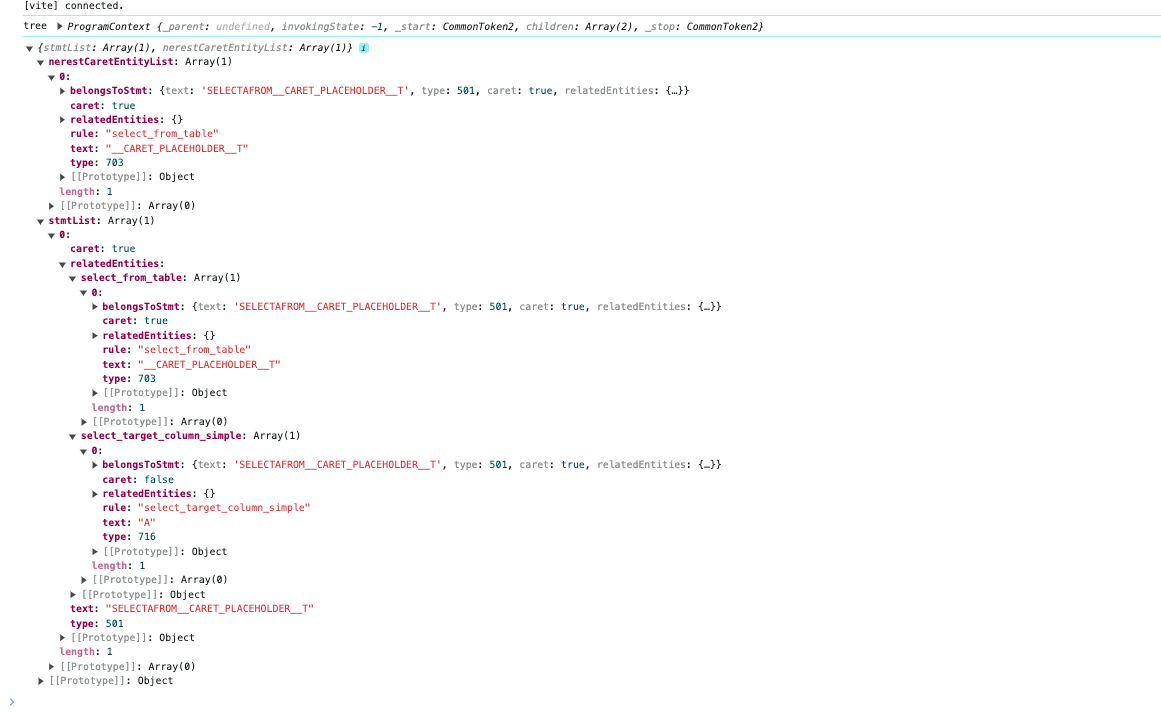 [vite] connected.
tree ▶ProgramContext {_parent: undefined, invokingState: -1, _start: CommonToken2, children: Array(2), _stop: CommonToken2}
▼{stmtList: Array(1), nerestCaretEntityList: Array(1)} i
▼nerestCaretEntityList: Array(1)
▼0:
▶belongsToStmt: {text: 'SELECTAFROM__CARET_PLACEHOLDER__T', type: 501, caret: true, relatedEntities: {…}}
caret: true
▶relatedEntities: {}
rule: "select_from_table"
text: "__CARET_PLACEHOLDER__T"
type: 703
▶[[Prototype]]: Object
length: 1
▶[[Prototype]]: Array(0)
▼stmtList: Array(1)
▼0:
caret: true
▼relatedEntities:
▼select_from_table: Array(1)
▼0:
▶belongsToStmt: {text: 'SELECTAFROM__CARET_PLACEHOLDER__T', type: 501, caret: true, relatedEntities: {…}}
caret: true
▶relatedEntities: {}
rule: "select_from_table"
text: "__CARET_PLACEHOLDER__T"
type: 703
▶[[Prototype]]: Object
length: 1
▶[[Prototype]]: Array(0)
▼select_target_column_simple: Array(1)
▼0:
▶belongsToStmt: {text: 'SELECTAFROM__CARET_PLACEHOLDER__T', type: 501, caret: true, relatedEntities: {…}}
caret: false
▶relatedEntities: {}
rule: "select_target_column_simple"
text: "A"
type: 716
▶[[Prototype]]: Object
length: 1
▶[[Prototype]]: Array(0)
▶[[Prototype]]: Object
text: "SELECTAFROM__CARET_PLACEHOLDER__T"
type: 501
▶[[Prototype]]: Object
length: 1
▶[[Prototype]]: Array(0)
▶[[Prototype]]: Object